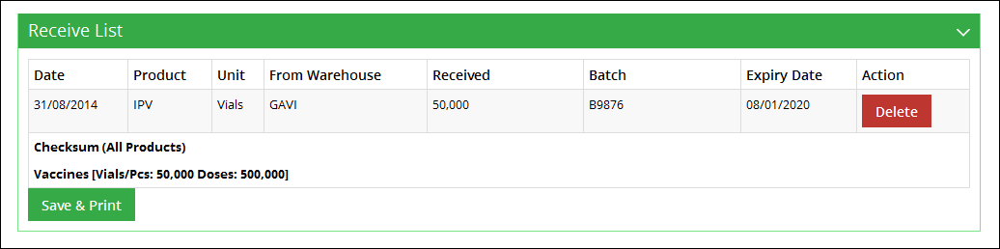 Receive List
Date Product Unit From Warehouse Received Batch Expiry Date Action
31/08/2014 IPV Vials GAVI 50,000 B9876 08/01/2020 Delete
Checksum (All Products)
Vaccines [Vials/Pcs: 50,000 Doses: 500,000]
Save & Print